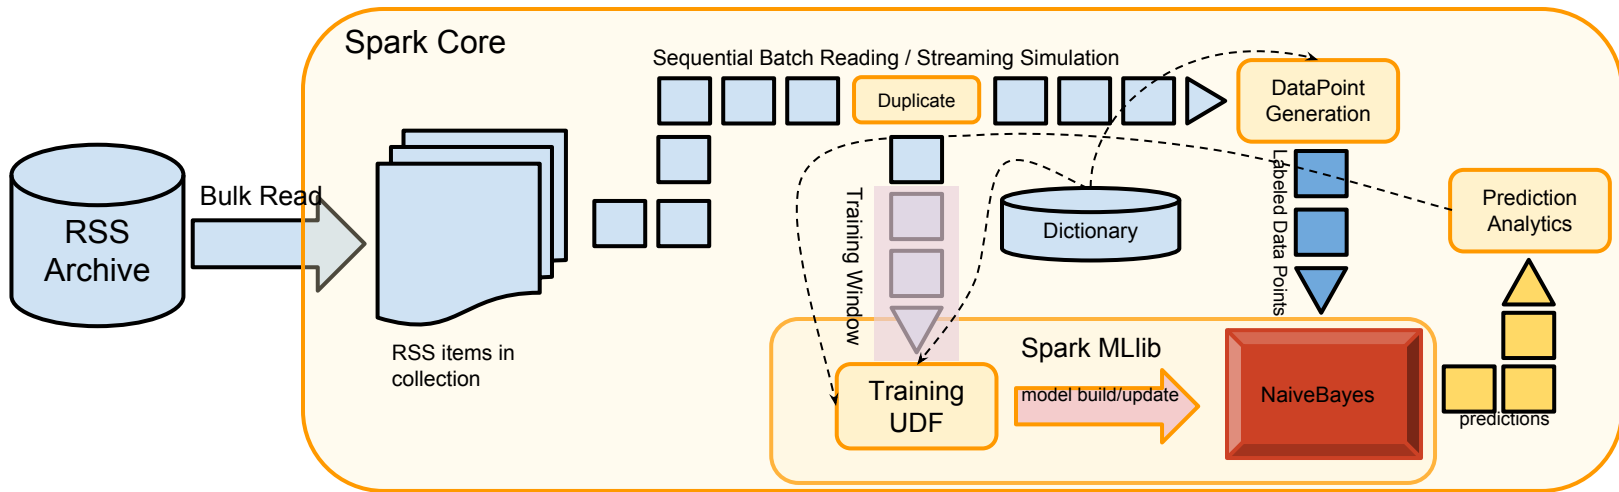 Spark Core
Sequential Batch Reading / Streaming Simulation
Duplicate
DataPoint
Generation
RSS
Archive
Bulk Read
RSS items in
collection
Training Window
Dictionary
Labeled Data Points
Prediction
Analytics
Spark MLlib
Training
UDF
model build/update
NaiveBayes
predictions